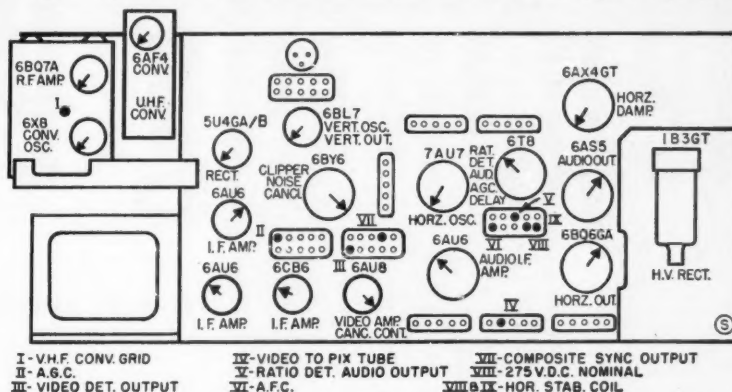 6BQ7A
R.F. AMP.
I
6X8
CONV.
OSC.
6AF4
CONV.
U.H.F.
CONV.
5U4GA/B
RECT.
6BL7
VERT. OSC.
VERT. OUT.
6BY6
CLIPPER
NOISE
CANCL.
6AU6
I.F. AMP.
II
VII
III
6AU6
I.F. AMP.
6CB6
I.F. AMP.
6AU8
VIDEO AMP.
CANC. CONT.
7AU7
HORZ. OSC.
RAT.
DET.
AUD.
A.G.C.
DELAY
6T8
V
IX
VI
VIII
6AU6
AUDIO I.F.
AMP.
IV
6AX4GT
HORZ.
DAMP.
6AS5
AUDIO OUT.
6BQ6GA
HORZ. OUT.
1B3GT
H.V. RECT.
S
I - V.H.F. CONV. GRID
II - A.G.C.
III - VIDEO DET. OUTPUT
IV - VIDEO TO PIX TUBE
V - RATIO DET. AUDIO OUTPUT
VI - A.F.C.
VII - COMPOSITE SYNC OUTPUT
VIII - 275 V.D.C. NOMINAL
VIII & IX - HOR. STAB. COIL